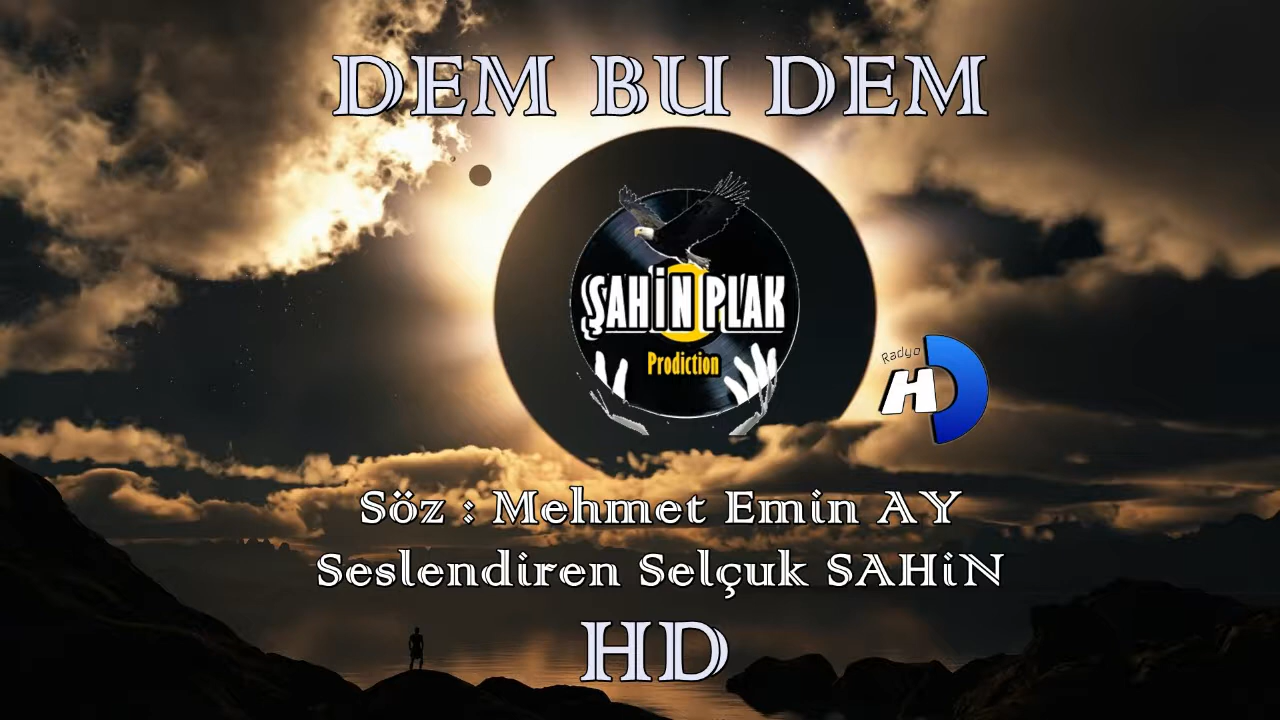 DEM BU DEM
ŞAHİN PLAK
Prodiction
Radyo
HD
Söz : Mehmet Emin AY
Seslendiren Selçuk SAHiN
HD